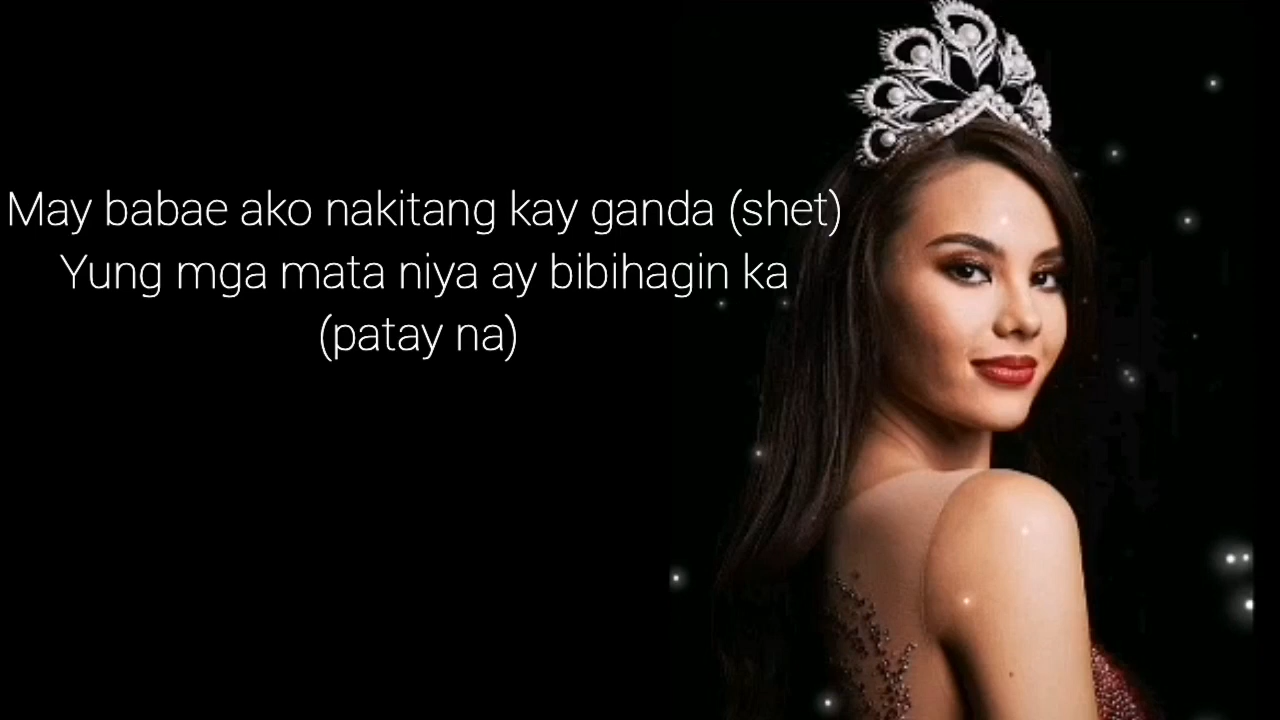 May babae ako nakitang kay ganda (shet)
Yung mga mata niya ay bibihagin ka
(patay na)